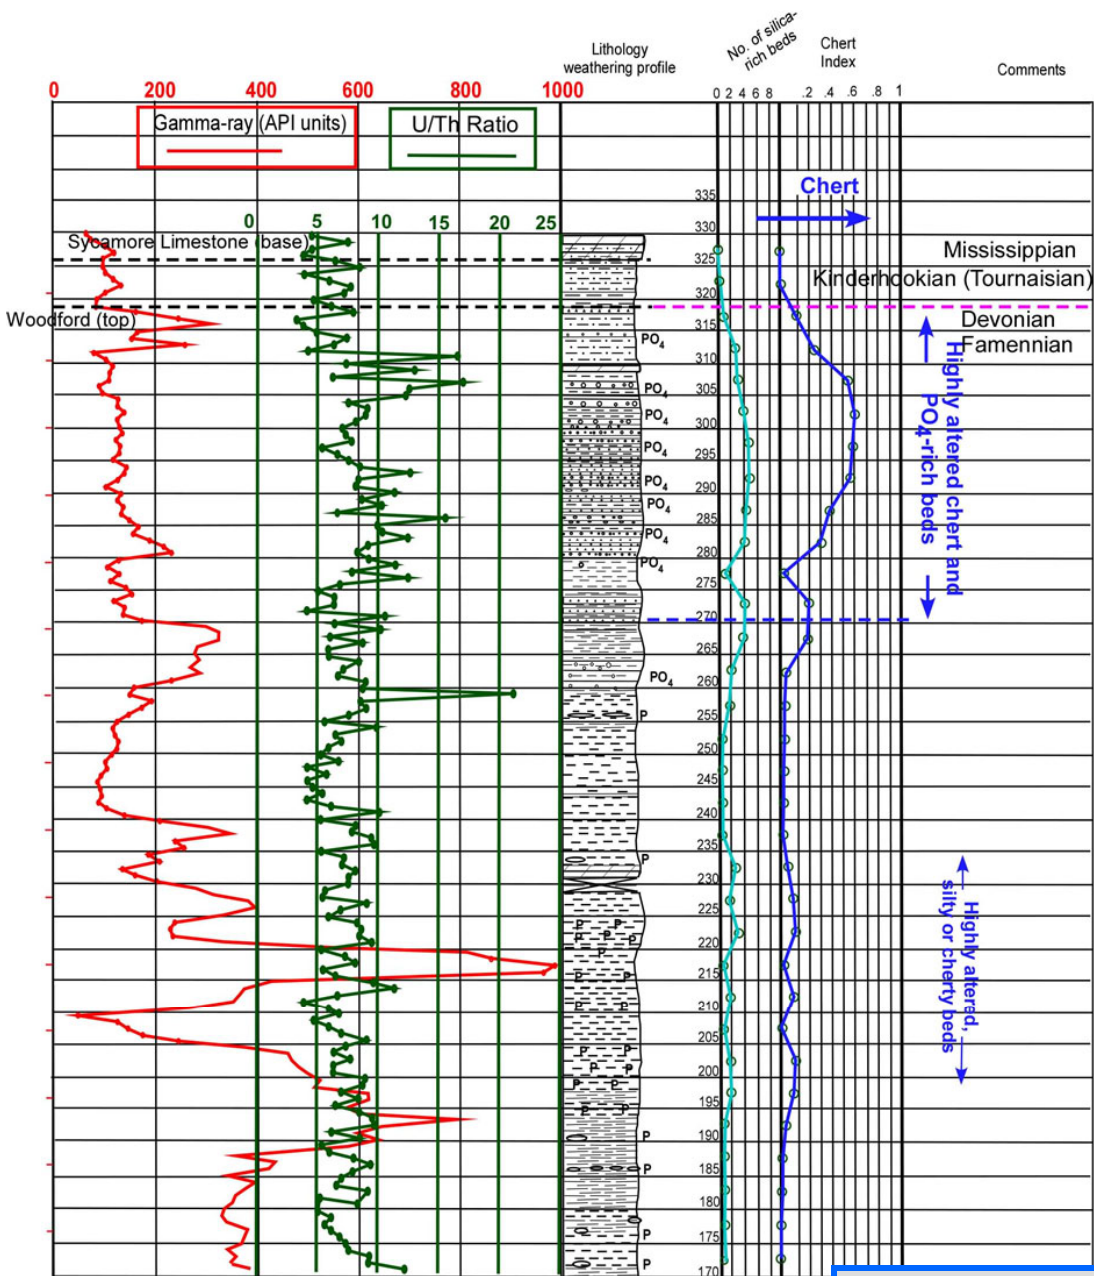 No. of silica-
rich beds
Lithology
weathering profile
Chert
Index
Comments
0 200 400 600 800 1000
0 2 4 6 8 .2 .4 .6 .8 1
Gamma-ray (API units)
U/Th Ratio
335
Chert
0 5 10 15 20 25
330
Sycamore Limestone (base)
Mississippian
325
Kinderhookian (Tournaisian)
320
Woodford (top)
315
Devonian
PO4
Famennian
310
305
PO4
PO4
300
PO4
295
PO4
290
PO4
285
PO4
280
PO4
275
Highly altered chert and
PO4-rich beds
270
265
PO4
260
P
255
250
245
240
235
P
230
225
P P
P P P
220
P
215
P P
210
P P
205
P P
P P
200
P P
195
P P
190
P
185
P
180
175
P
P
170
Highly altered,
silty or cherty beds